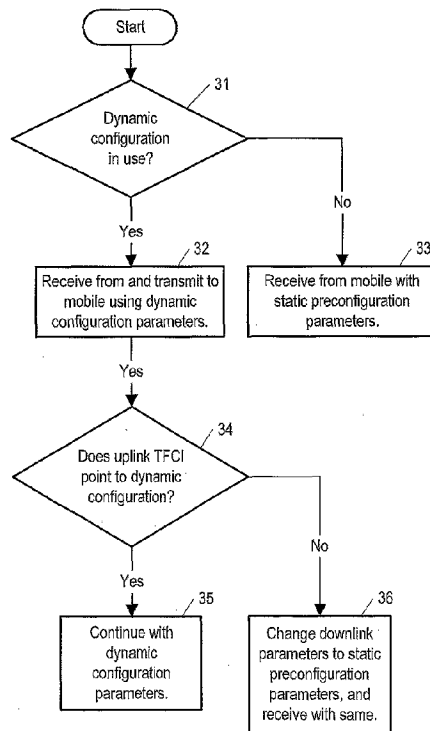 Start
31
Dynamic
configuration
in use?
No
Yes
32
33
Receive from and transmit to
mobile using dynamic
configuration parameters.
Receive from mobile with
static preconfiguration
parameters.
Yes
34
Does uplink TFCI
point to dynamic
configuration?
No
Yes
35
36
Continue with
dynamic
configuration
parameters.
Change downlink
parameters to static
preconfiguration
parameters, and
receive with same.